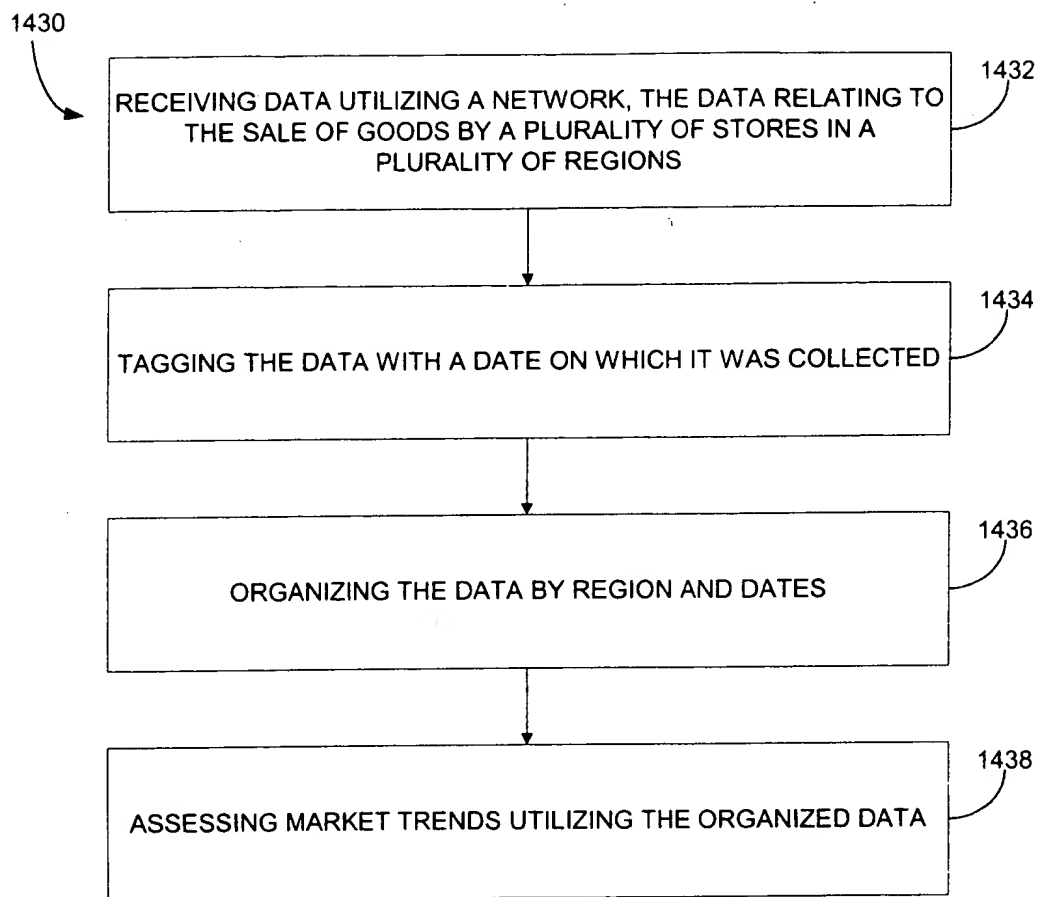 1430
1432
RECEIVING DATA UTILIZING A NETWORK, THE DATA RELATING TO
THE SALE OF GOODS BY A PLURALITY OF STORES IN A
PLURALITY OF REGIONS
1434
TAGGING THE DATA WITH A DATE ON WHICH IT WAS COLLECTED
1436
ORGANIZING THE DATA BY REGION AND DATES
1438
ASSESSING MARKET TRENDS UTILIZING THE ORGANIZED DATA